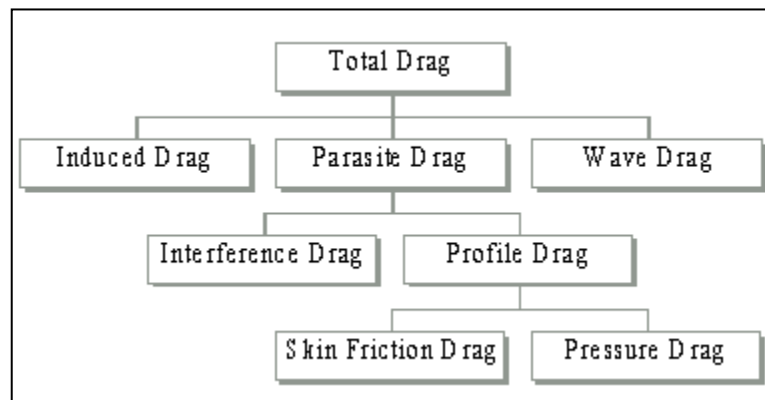 Total Drag
Induced Drag
Parasite Drag
Wave Drag
Interference Drag
Profile Drag
Skin Friction Drag
Pressure Drag